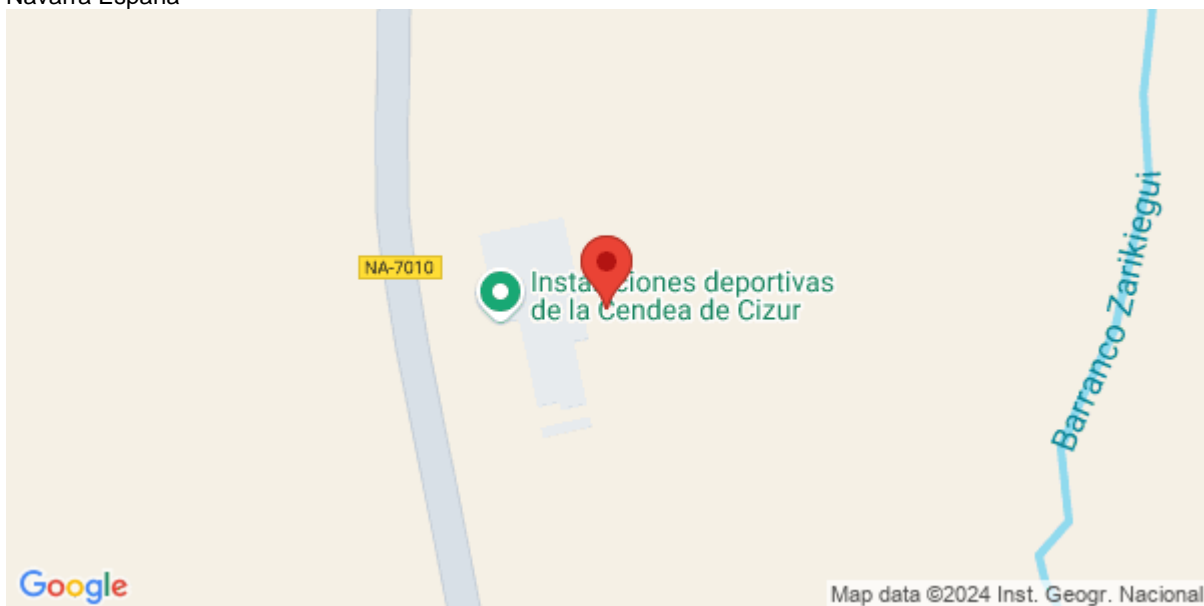 Navarra España
NA-7010
Instalaciones deportivas
de la Cendea de Cizur
Barranco Zarikiegui
Google
Map data ©2024 Inst. Geogr. Nacional